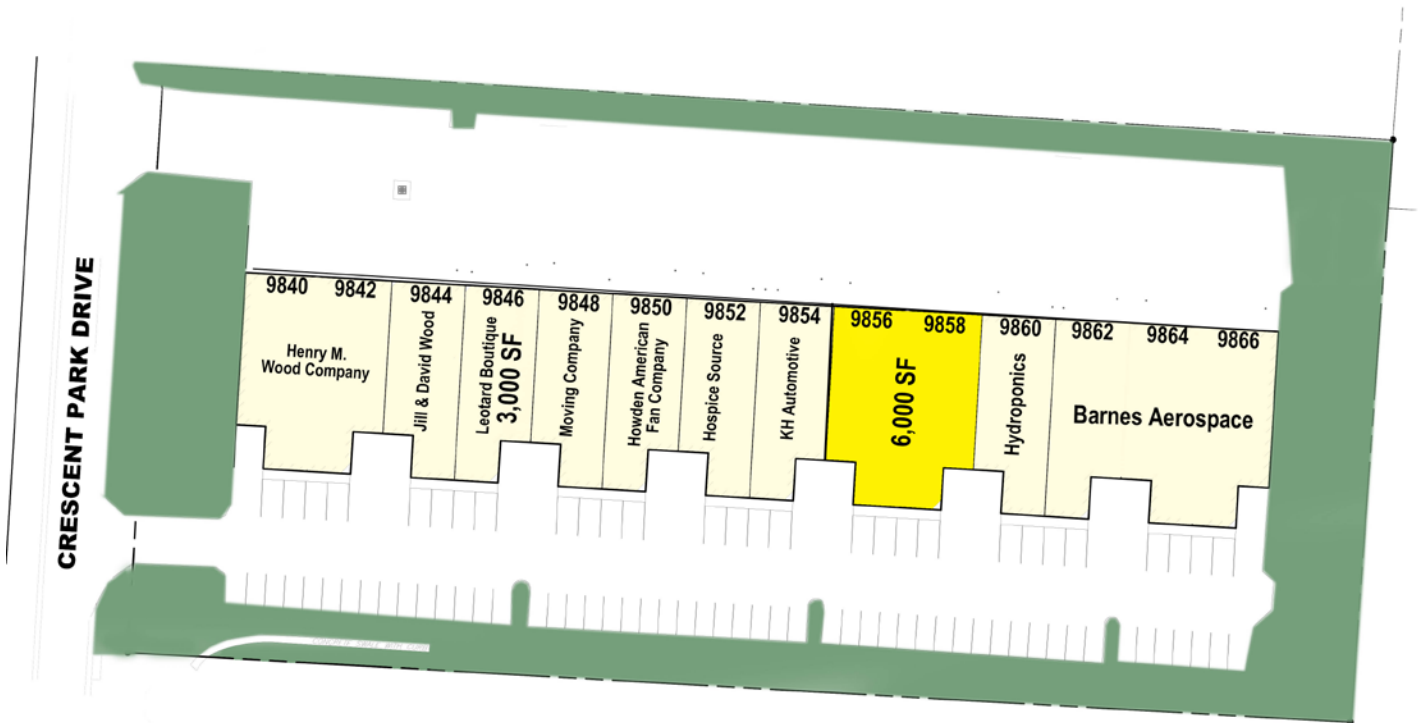 CRESCENT PARK DRIVE
9840
9842
Henry M.
Wood Company
9844
Jill & David Wood
9846
Leotard Boutique
3,000 SF
9848
Moving Company
9850
Howden American
Fan Company
9852
Hospice Source
9854
KH Automotive
9856
9858
6,000 SF
9860
Hydroponics
9862
9864
9866
Barnes Aerospace